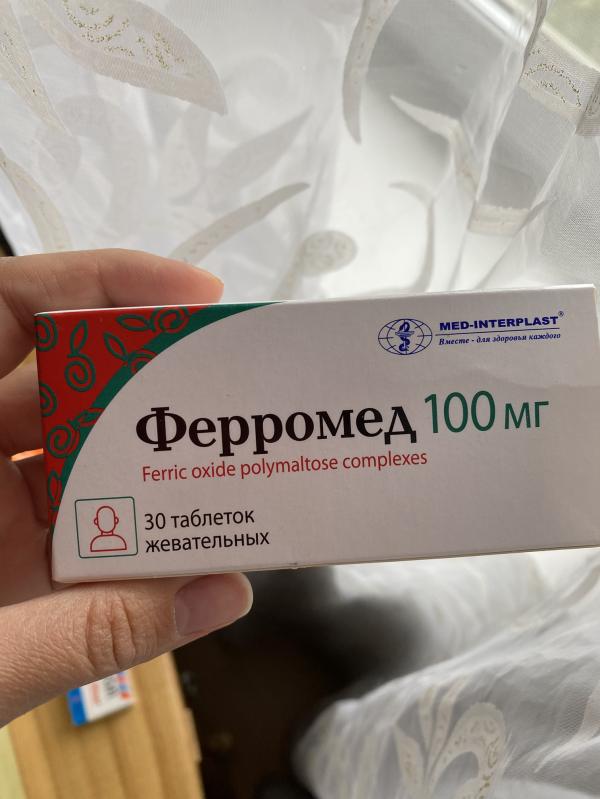 MED-INTERPLAST®
Вместе - для здоровья каждого
Ферромед 100 мг
Ferric oxide polymaltose complexes
30 таблеток
жевательных